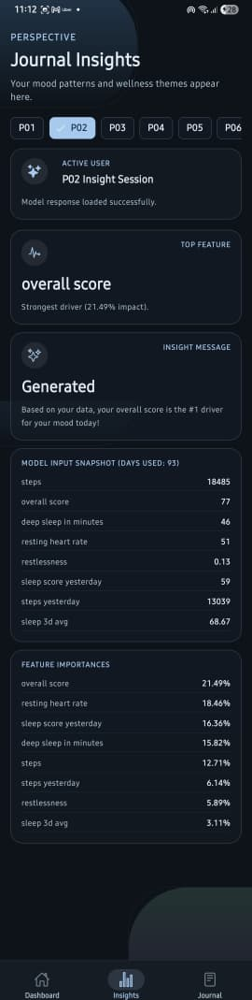 11:12
28
PERSPECTIVE
Journal Insights
Your mood patterns and wellness themes appear
here.
P01
P02
P03
P04
P05
P06
ACTIVE USER
P02 Insight Session
Model response loaded successfully.
TOP FEATURE
overall score
Strongest driver (21.49% impact).
INSIGHT MESSAGE
Generated
Based on your data, your overall score is the #1 driver
for your mood today!
MODEL INPUT SNAPSHOT (DAYS USED: 93)
steps 18485
overall score 77
deep sleep in minutes 46
resting heart rate 51
restlessness 0.13
sleep score yesterday 59
steps yesterday 13039
sleep 3d avg 68.67
FEATURE IMPORTANCES
overall score 21.49%
resting heart rate 18.46%
sleep score yesterday 16.36%
deep sleep in minutes 15.82%
steps 12.71%
steps yesterday 6.14%
restlessness 5.89%
sleep 3d avg 3.11%
Dashboard
Insights
Journal